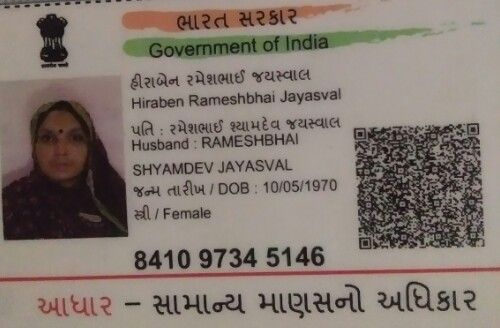 ભારત સરકાર
Government of India
હીરાબેન રમેશભાઈ જયસ્વાલ
Hiraben Rameshbhai Jayasval
પતિ : રમેશભાઈ શ્યામદેવ જયસ્વાલ
Husband : RAMESHBHAI
SHYAMDEV JAYASVAL
જન્મ તારીખ / DOB : 10/05/1970
સ્ત્રી / Female
8410 9734 5146
આધાર – સામાન્ય માણસનો અધિકાર